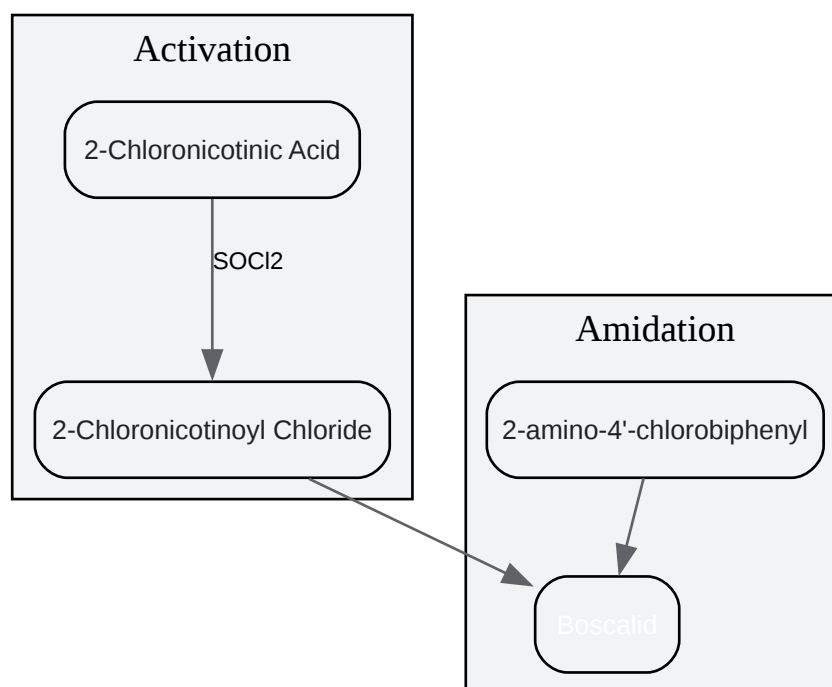 Activation
2-Chloronicotinic Acid
SOCl2
2-Chloronicotinoyl Chloride
Amidation
2-amino-4'-chlorobiphenyl
Boscalid